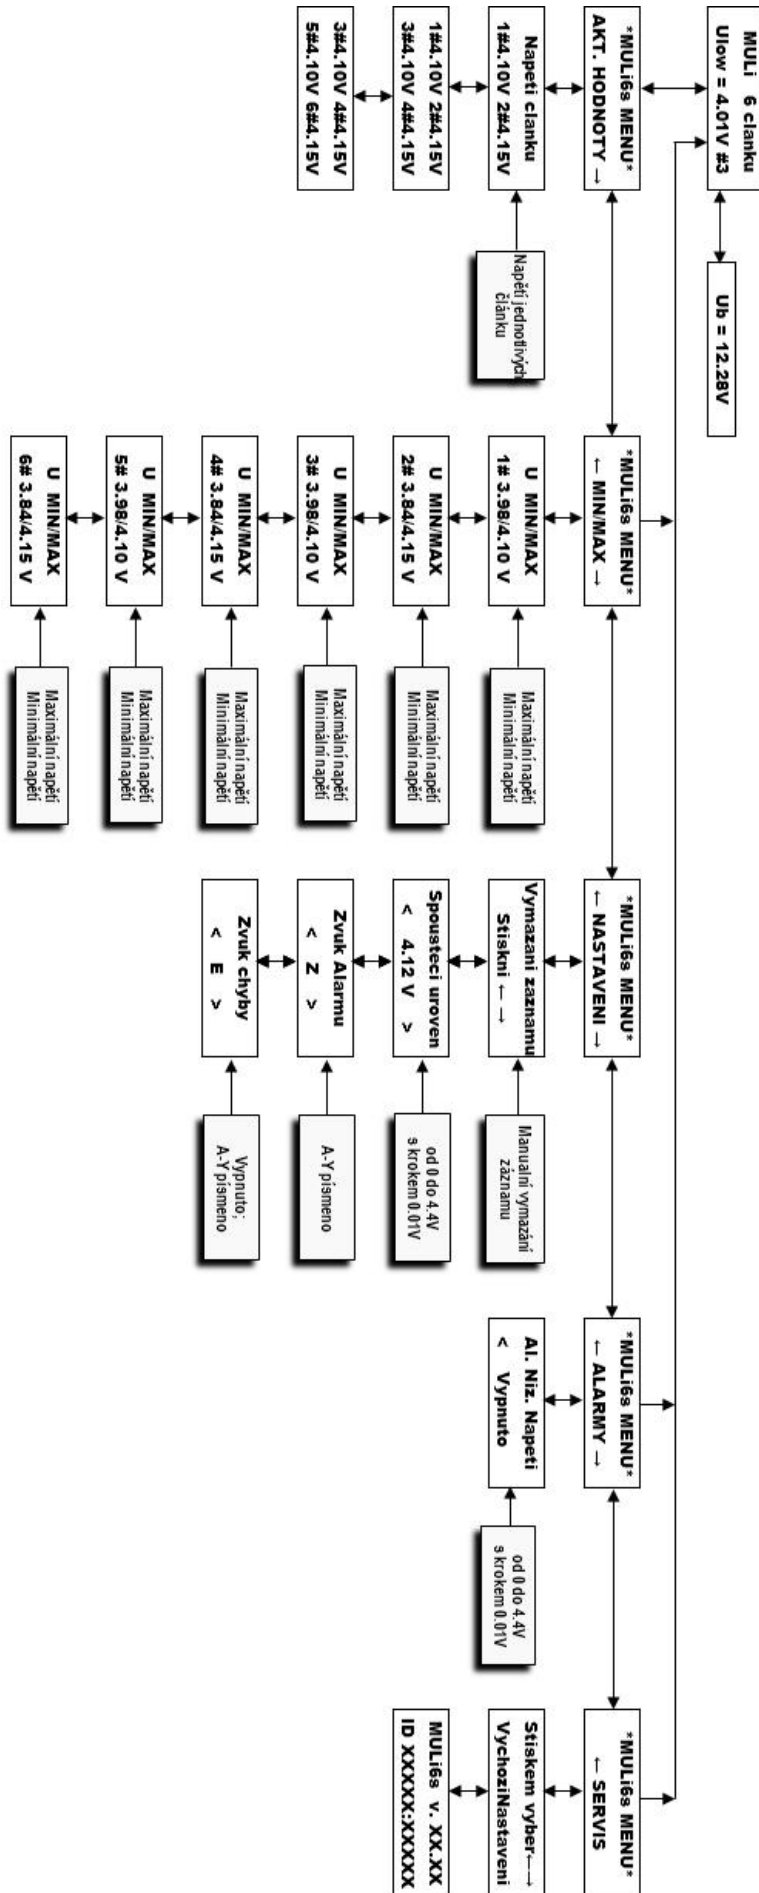 MULi 6 clanku
Ulow = 4.01V #3
Ub = 12.28V
*MULi6s MENU*
AKT. HODNOTY →
Napeti clanku
1#4.10V 2#4.15V
Napětí jednotlivých
článku
1#4.10V 2#4.15V
3#4.10V 4#4.15V
3#4.10V 4#4.15V
5#4.10V 6#4.15V
*MULi6s MENU*
← MIN/MAX →
U MIN/MAX
1# 3.98/4.10 V
Maximální napětí
Minimální napětí
U MIN/MAX
2# 3.84/4.15 V
Maximální napětí
Minimální napětí
U MIN/MAX
3# 3.98/4.10 V
Maximální napětí
Minimální napětí
U MIN/MAX
4# 3.84/4.15 V
Maximální napětí
Minimální napětí
U MIN/MAX
5# 3.98/4.10 V
Maximální napětí
Minimální napětí
U MIN/MAX
6# 3.84/4.15 V
Maximální napětí
Minimální napětí
*MULi6s MENU*
← NASTAVENI →
Vymazani zaznamu
Stiskni ← →
Manualní vymazání
záznamu
Spousteci uroven
< 4.12 V >
od 0 do 4.4V
s krokem 0.01V
Zvuk Alarmu
< Z >
A-Y písmeno
Zvuk chyby
< E >
Vypnuto;
A-Y písmeno
*MULi6s MENU*
← ALARMY →
Al. Niz. Napeti
< Vypnuto
od 0 do 4.4V
s krokem 0.01V
*MULi6s MENU*
← SERVIS
Stiskem vyber←→
VychoziNastaveni
MULi6s v. XX.XX
ID XXXXX:XXXXX